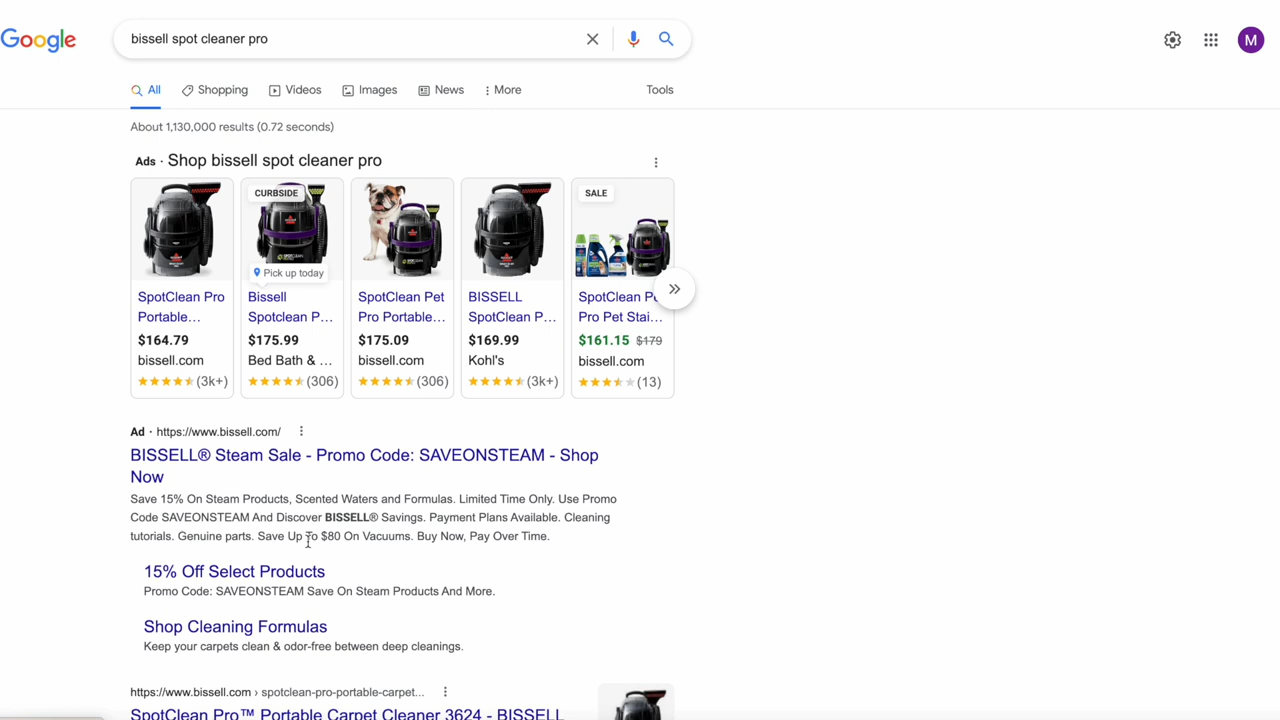 Google
bissell spot cleaner pro
M
All
Shopping
Videos
Images
News
More
Tools
About 1,130,000 results (0.72 seconds)
Ads · Shop bissell spot cleaner pro
CURBSIDE
SALE
Pick up today
SpotClean Pro
Portable...
$164.79
bissell.com
(3k+)
Bissell
Spotclean P...
$175.99
Bed Bath & ...
(306)
SpotClean Pet
Pro Portable...
$175.09
bissell.com
(306)
BISSELL
SpotClean P...
$169.99
Kohl's
(3k+)
SpotClean
Pro Pet Stai...
$161.15 $179
bissell.com
(13)
Ad · https://www.bissell.com/
BISSELL® Steam Sale - Promo Code: SAVEONSTEAM - Shop
Now
Save 15% On Steam Products, Scented Waters and Formulas. Limited Time Only. Use Promo
Code SAVEONSTEAM And Discover BISSELL® Savings. Payment Plans Available. Cleaning
tutorials. Genuine parts. Save Up To $80 On Vacuums. Buy Now, Pay Over Time.
15% Off Select Products
Promo Code: SAVEONSTEAM Save On Steam Products And More.
Shop Cleaning Formulas
Keep your carpets clean & odor-free between deep cleanings.
https://www.bissell.com › spotclean-pro-portable-carpet...
SpotClean Pro™ Portable Carpet Cleaner 3624 - BISSELL